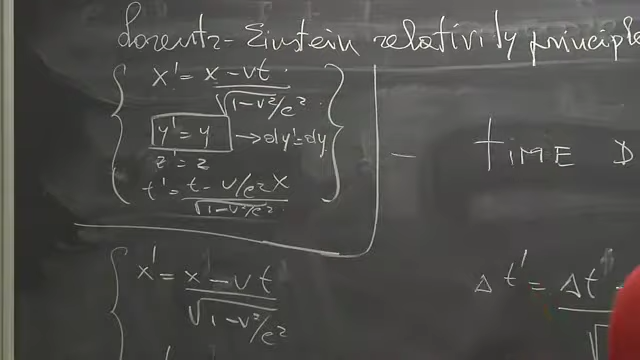 Lorentz-Einstein relativity principle
x' = x - vt / √1-v²/c²
y' = y → dy' = dy
z' = z
t' = t - v/c² x / √1-v²/c²
x' = x - vt / √1-v²/c²
TIME D
Δt' = Δt